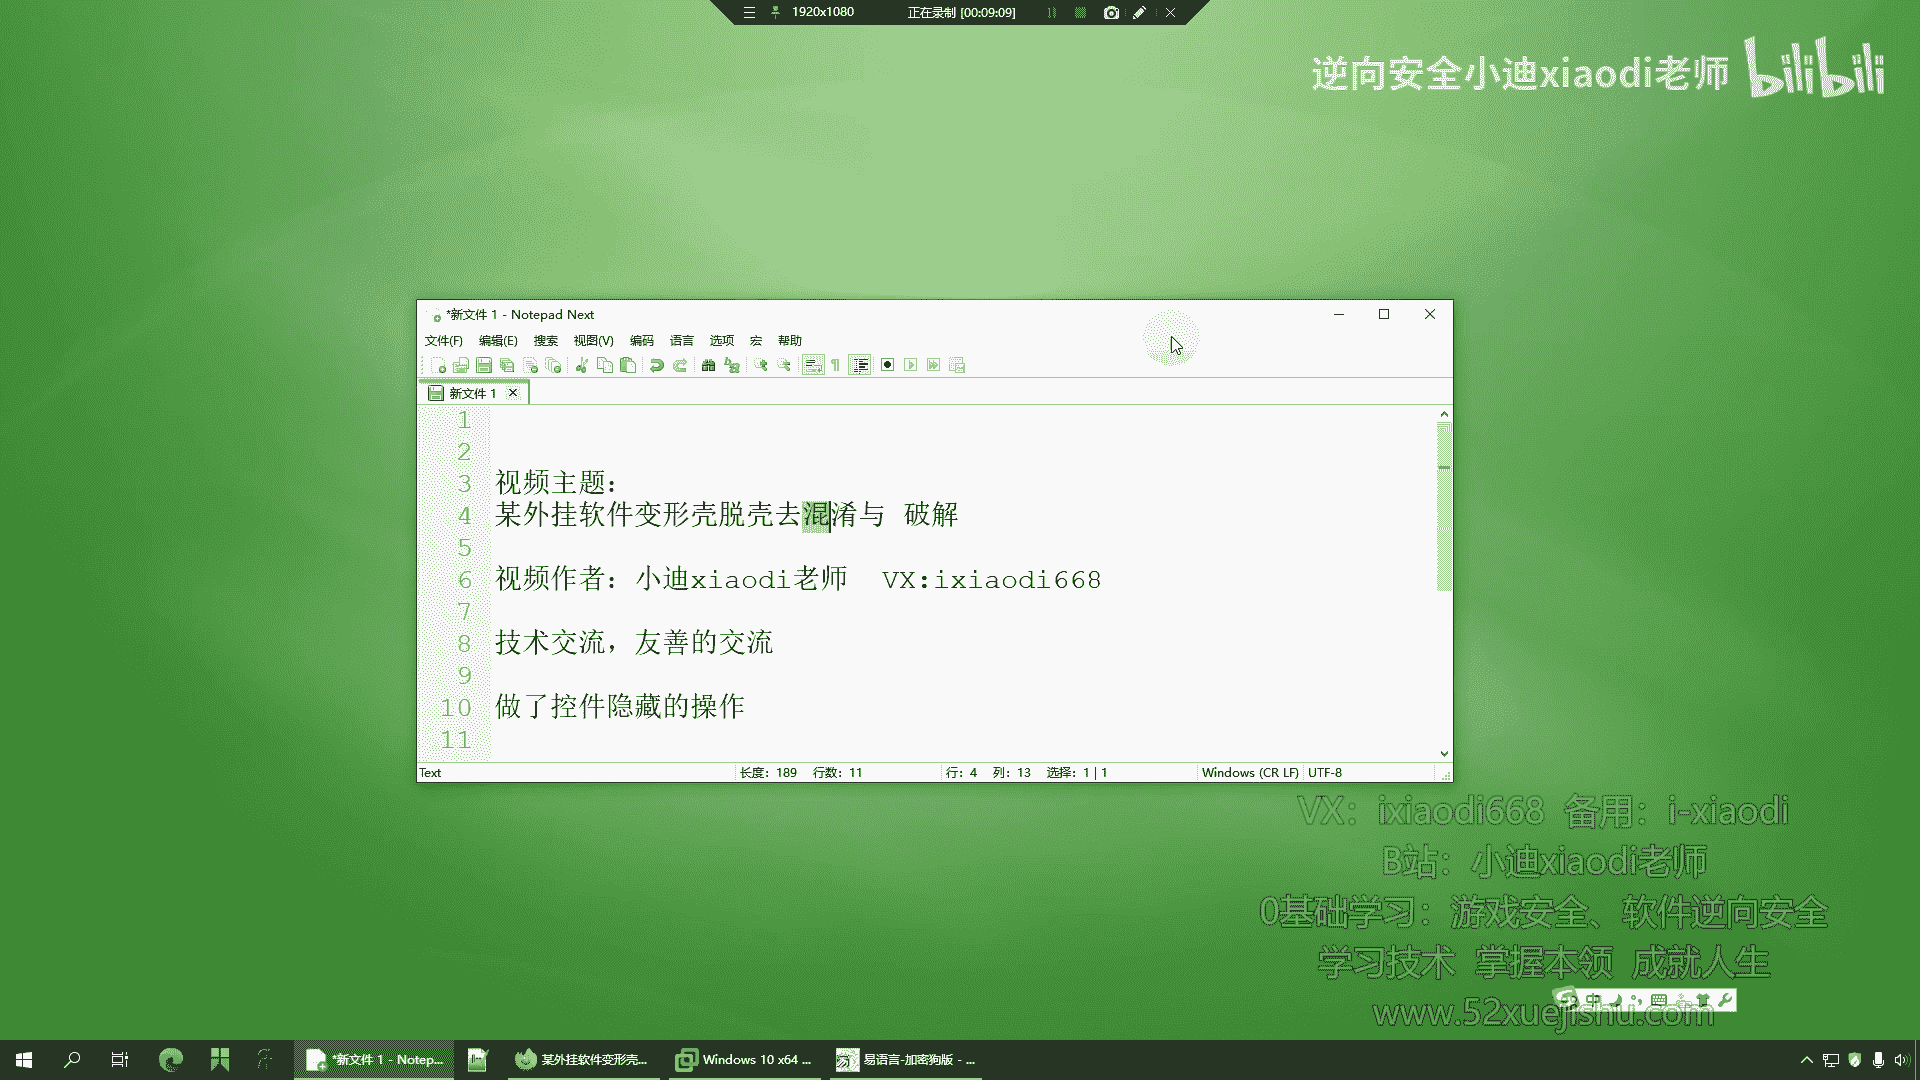 1920x1080 正在录制 [00:09:09]
逆向安全小迪xiaodi老师 bilibili
*新文件 1 - Notepad Next
文件(F) 编辑(E) 搜索 视图(V) 编码 语言 选项 宏 帮助
新文件 1
1
2
3 视频主题：
4 某外挂软件变形壳脱壳去混淆与 破解
5
6 视频作者：小迪xiaodi老师 VX:ixiaodi668
7
8 技术交流，友善的交流
9
10 做了控件隐藏的操作
11
Text 长度：189 行数：11 行：4 列：13 选择：1 | 1 Windows (CR LF) UTF-8
VX：ixiaodi668 备用：i-xiaodi
B站：小迪xiaodi老师
0基础学习：游戏安全、软件逆向安全
学习技术 掌握本领 成就人生
中
www.52xuejishu.com
*新文件 1 - Notep... 某外挂软件变形壳... Windows 10 x64 ... 易语言-加密狗版 - ...